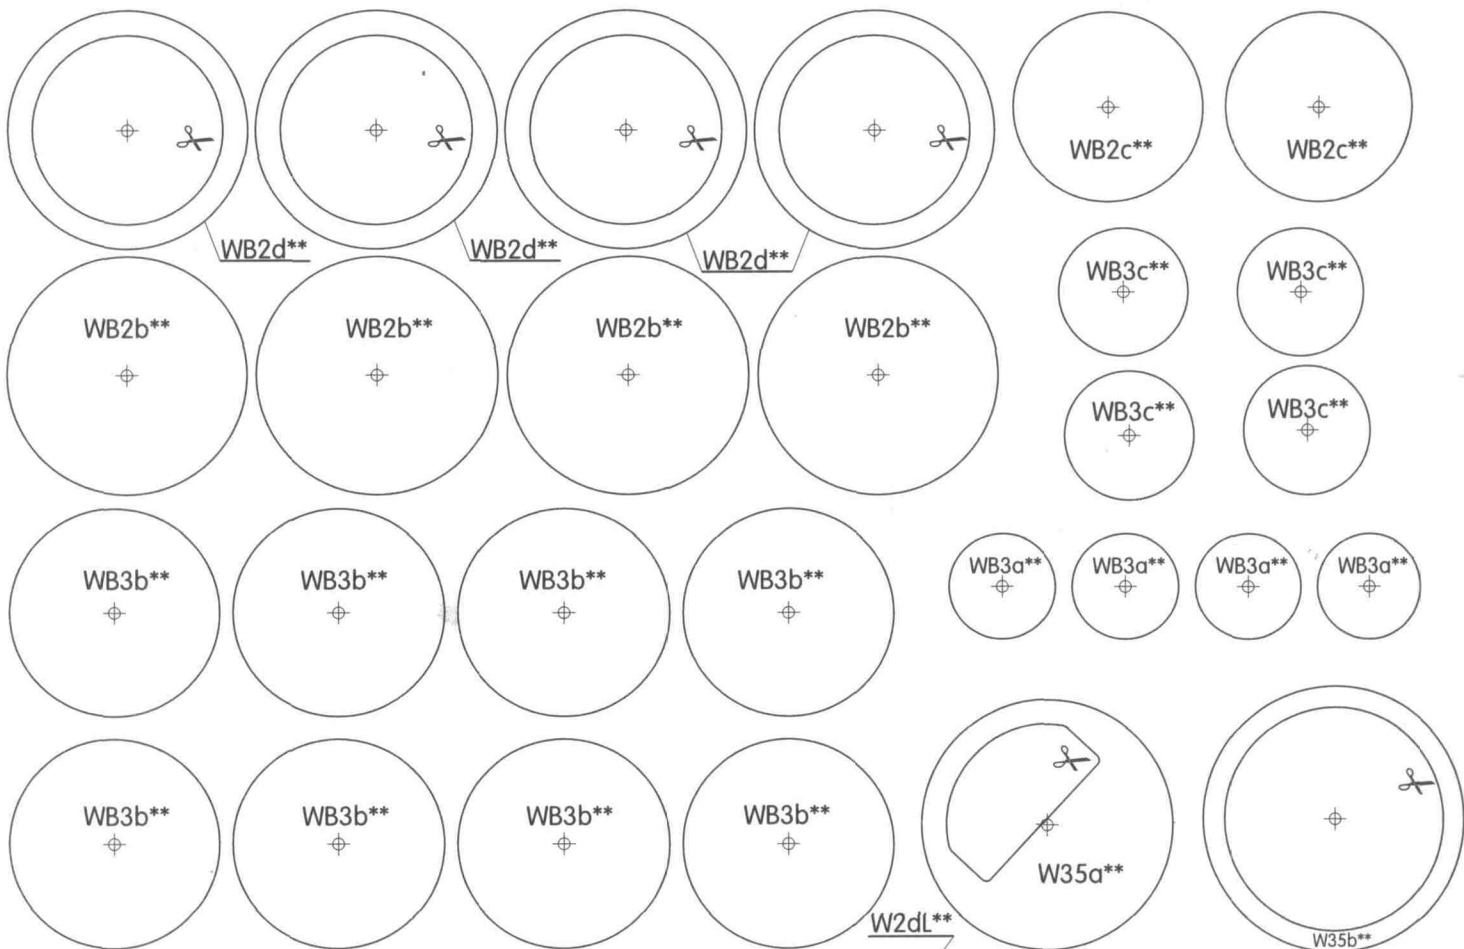 WB2c** WB2c**
WB2d** WB2d** WB2d**
WB3c** WB3c**
WB2b** WB2b** WB2b** WB2b**
WB3c** WB3c**
WB3a** WB3a** WB3a** WB3a**
WB3b** WB3b** WB3b** WB3b**
WB3b** WB3b** WB3b** WB3b**
W35a**
W2dL**
W35b**